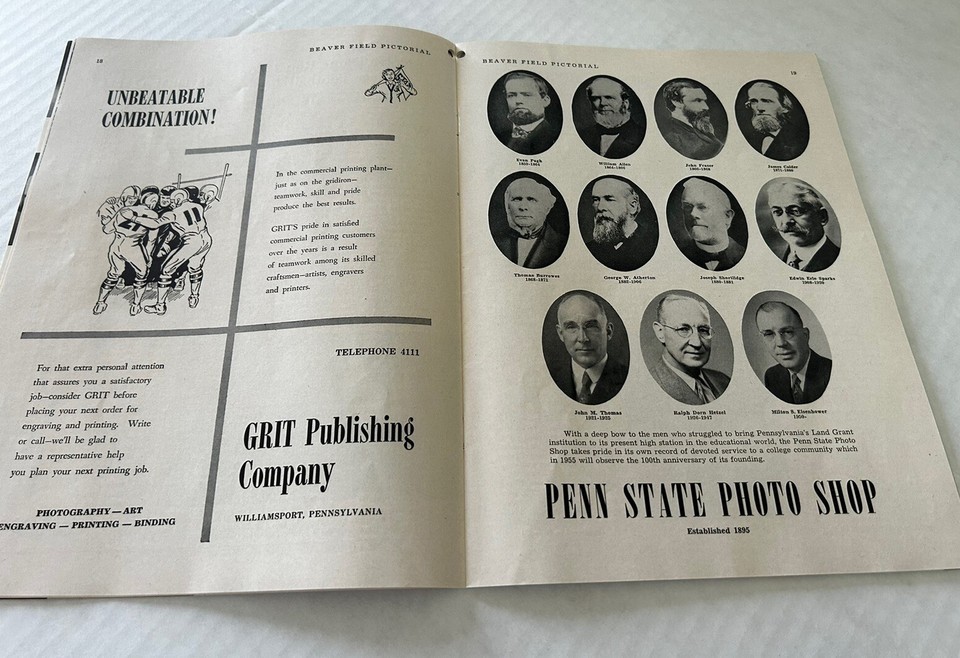 18
BEAVER FIELD PICTORIAL
UNBEATABLE
COMBINATION!
In the commercial printing plant—
just as on the gridiron—
teamwork, skill and pride
produce the best results.
GRIT'S pride in satisfied
commercial printing customers
over the years is a result
of teamwork among its skilled
craftsmen—artists, engravers
and printers.
TELEPHONE 4111
For that extra personal attention
that assures you a satisfactory
job—consider GRIT before
placing your next order for
engraving and printing. Write
or call—we'll be glad to
have a representative help
you plan your next printing job.
PHOTOGRAPHY—ART
ENGRAVING — PRINTING — BINDING
GRIT Publishing
Company
WILLIAMSPORT, PENNSYLVANIA
BEAVER FIELD PICTORIAL
19
Evan Pugh
William Allen
John Fraser
James Calder
Thomas Burrowes
George W. Atherton
Joseph Shortlidge
Edwin Erle Sparks
John M. Thomas
1921-1925
Ralph Dorn Hetzel
1926-1947
Milton S. Eisenhower
1950-
With a deep bow to the men who struggled to bring Pennsylvania's Land Grant
institution to its present high station in the educational world, the Penn State Photo
Shop takes pride in its own record of devoted service to a college community which
in 1955 will observe the 100th anniversary of its founding.
PENN STATE PHOTO SHOP
Established 1895